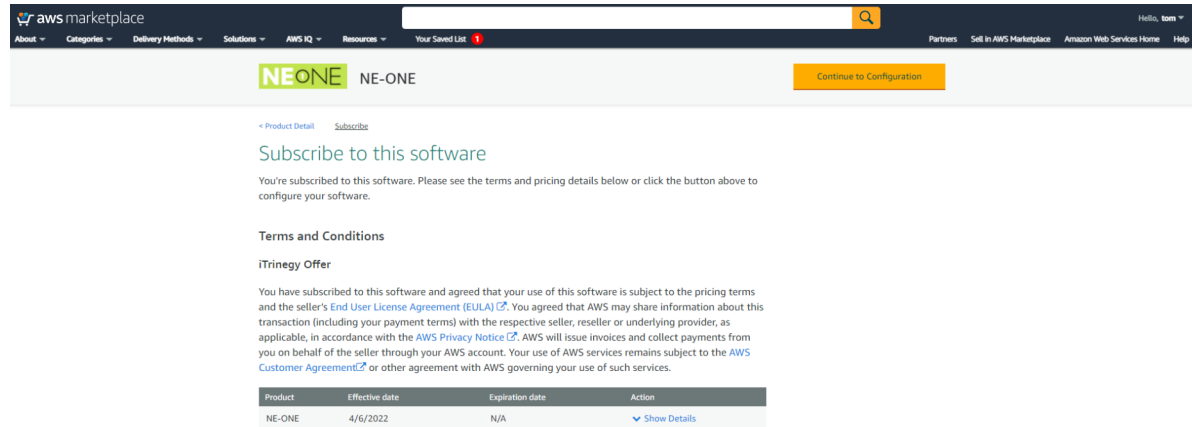 aws marketplace
Hello, tom
About Categories Delivery Methods Solutions AWS IQ Resources Your Saved List 1 Partners Sell in AWS Marketplace Amazon Web Services Home Help
NEONE NE-ONE Continue to Configuration
< Product Detail Subscribe
Subscribe to this software
You're subscribed to this software. Please see the terms and pricing details below or click the button above to
configure your software.
Terms and Conditions
iTrinegy Offer
You have subscribed to this software and agreed that your use of this software is subject to the pricing terms
and the seller's End User License Agreement (EULA). You agreed that AWS may share information about this
transaction (including your payment terms) with the respective seller, reseller or underlying provider, as
applicable, in accordance with the AWS Privacy Notice. AWS will issue invoices and collect payments from
you on behalf of the seller through your AWS account. Your use of AWS services remains subject to the AWS
Customer Agreement or other agreement with AWS governing your use of such services.
Product Effective date Expiration date Action
NE-ONE 4/6/2022 N/A Show Details